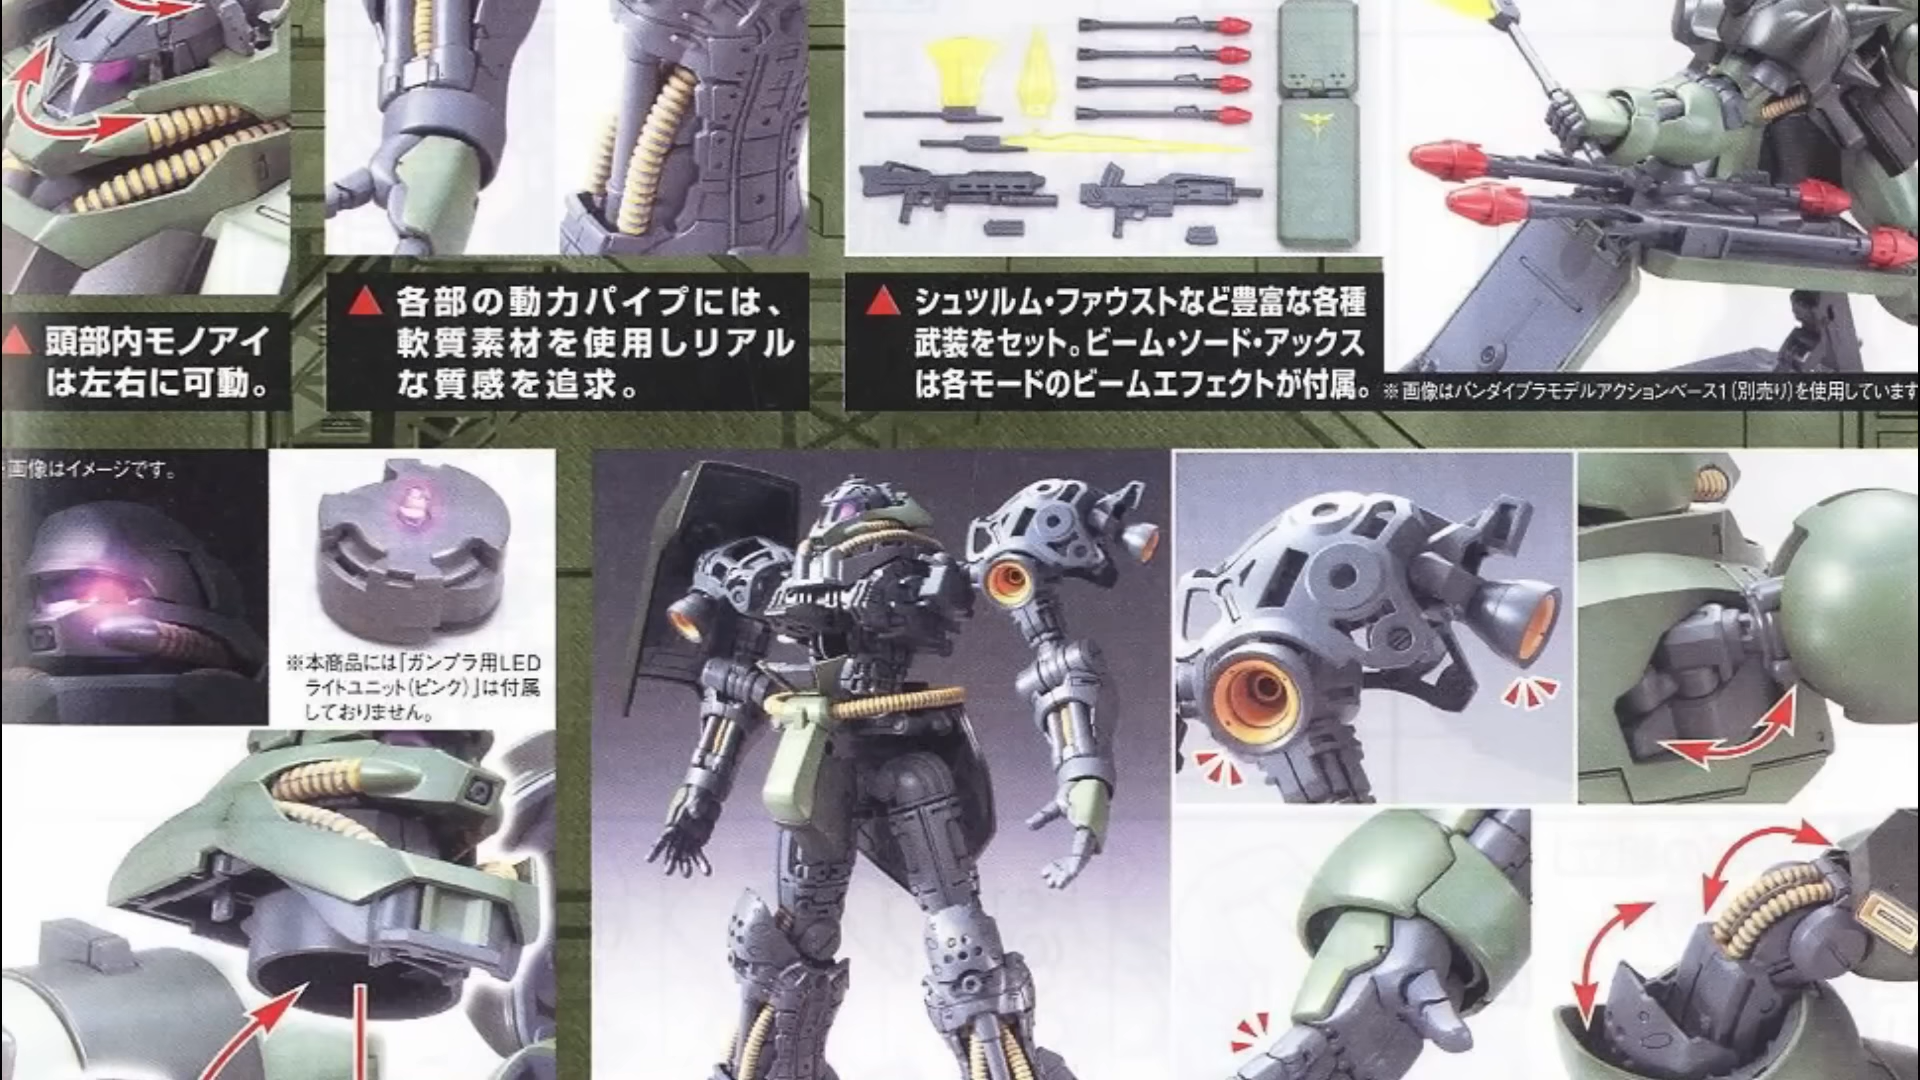 頭部内モノアイ
は左右に可動。
各部の動力パイプには、
軟質素材を使用しリアル
な質感を追求。
シュツルム・ファウストなど豊富な各種
武装をセット。ビーム・ソード・アックス
は各モードのビームエフェクトが付属。
※画像はバンダイプラモデルアクションベース1(別売り)を使用しています
画像はイメージです。
※本商品には「ガンプラ用LED
ライトユニット(ピンク)」は付属
しておりません。